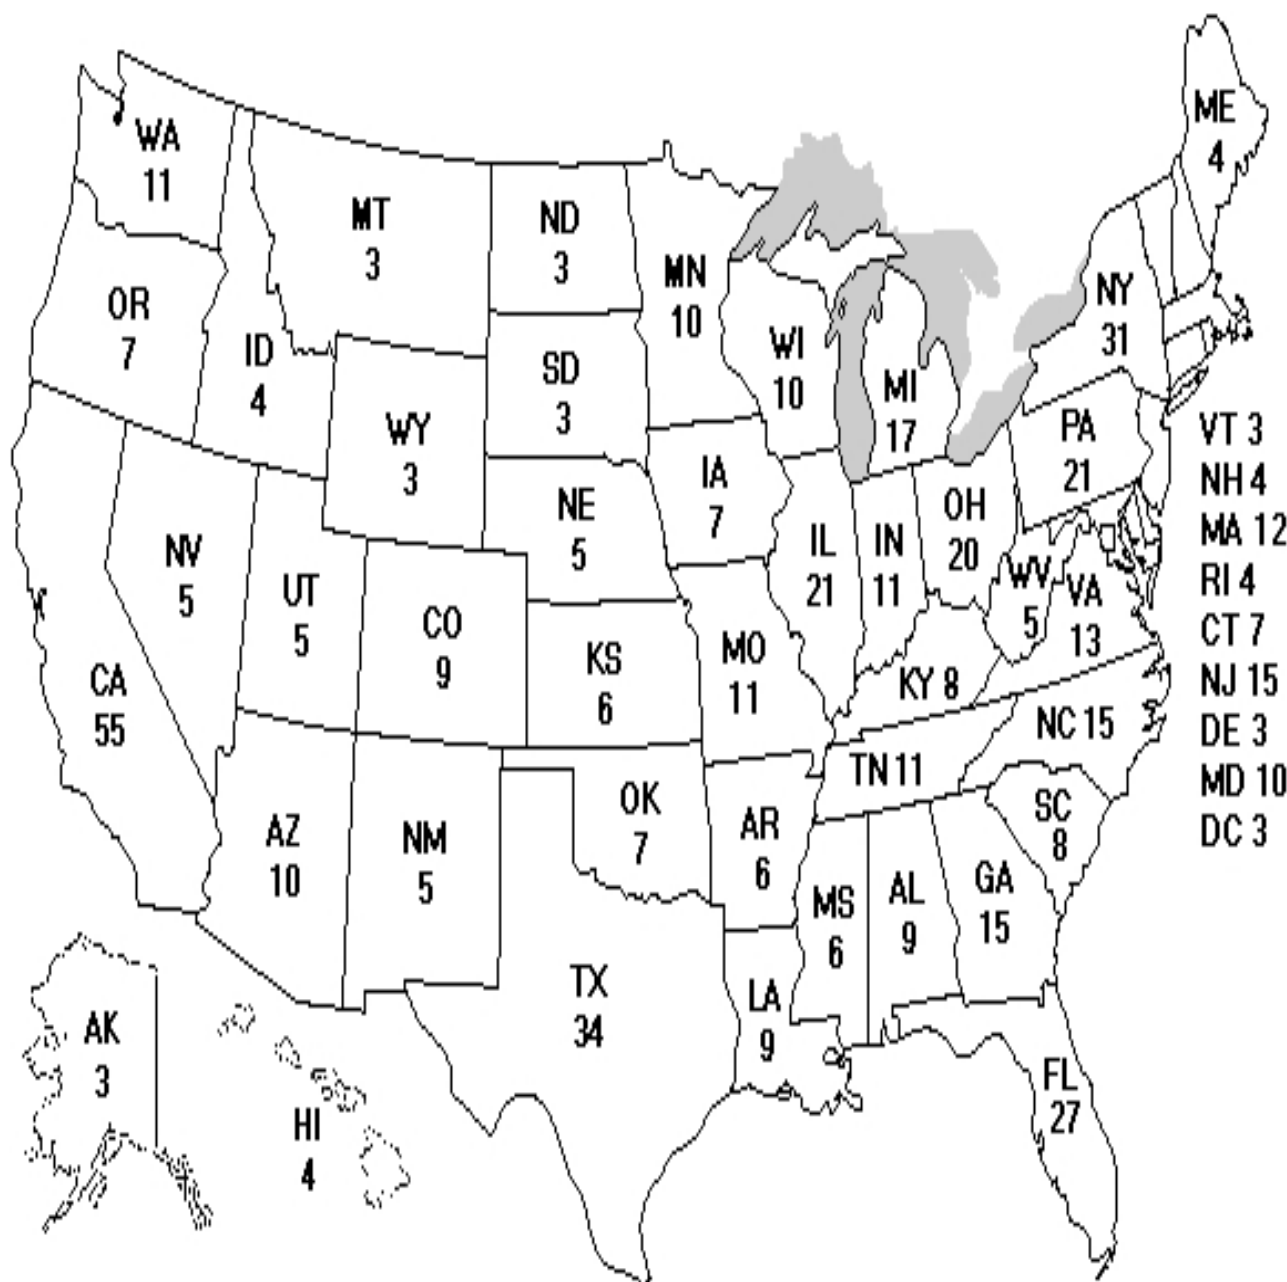 ME
4
WA
11
MT
3
ND
3
MN
10
OR
7
ID
4
WY
3
SD
3
WI
10
MI
17
NY
31
PA
21
VT 3
NH 4
MA 12
RI 4
CT 7
NJ 15
DE 3
MD 10
DC 3
IA
7
NE
5
IL
21
IN
11
OH
20
WV
5
VA
13
NV
5
UT
5
CO
9
KS
6
MO
11
KY 8
CA
55
NC 15
TN 11
SC
8
AZ
10
NM
5
OK
7
AR
6
MS
6
AL
9
GA
15
TX
34
LA
9
FL
27
AK
3
HI
4